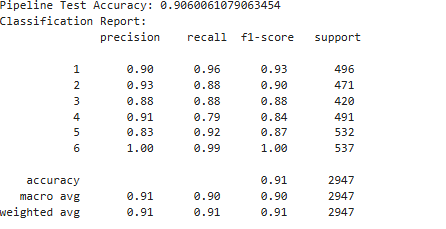 Pipeline Test Accuracy: 0.9060061079063454
Classification Report:
precision recall f1-score support
1 0.90 0.96 0.93 496
2 0.93 0.88 0.90 471
3 0.88 0.88 0.88 420
4 0.91 0.79 0.84 491
5 0.83 0.92 0.87 532
6 1.00 0.99 1.00 537
accuracy 0.91 2947
macro avg 0.91 0.90 0.90 2947
weighted avg 0.91 0.91 0.91 2947